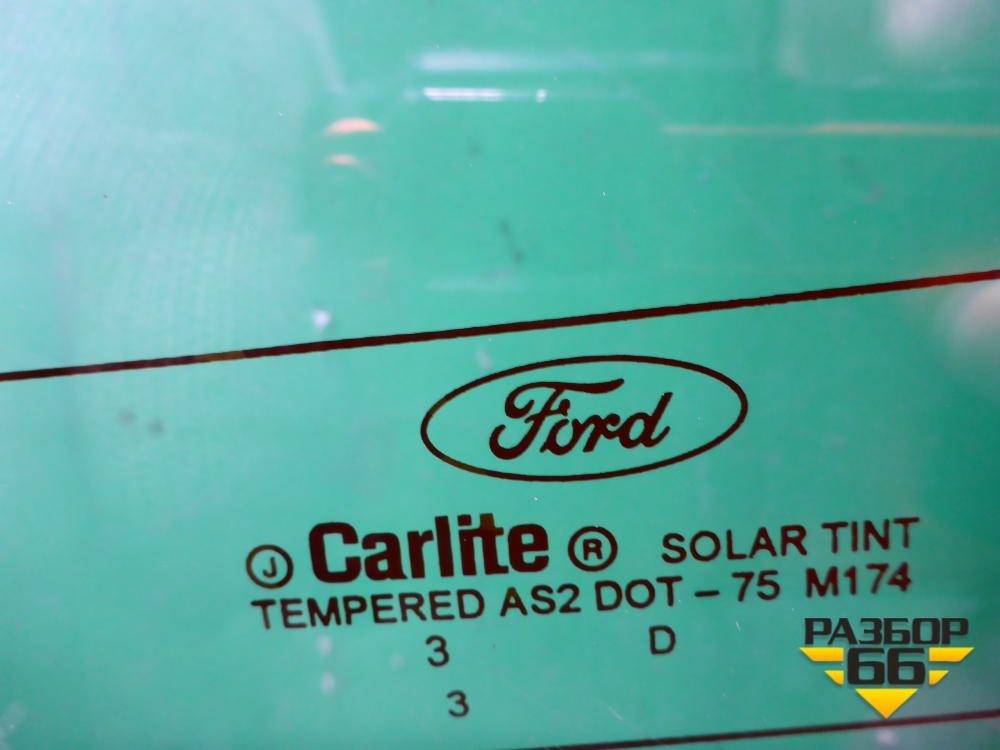 Ford
J Carlite ® SOLAR TINT
TEMPERED AS2 DOT – 75 M174
3 D
3
РАЗБОР
66